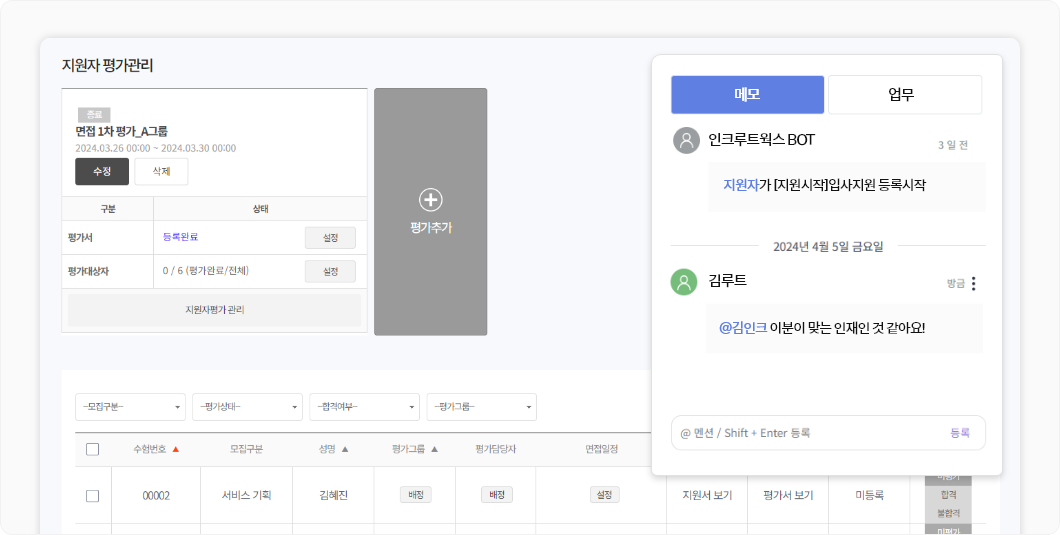 지원자 평가관리
종료
면접 1차 평가_A그룹
2024.03.26 00:00 ~ 2024.03.30 00:00
수정 삭제
구분 상태
평가서 등록완료 설정
평가대상자 0 / 6 (평가완료/전체) 설정
지원자평가 관리
평가추가
메모 업무
인크루트웍스 BOT 3 일 전
지원자가 [지원시작]입사지원 등록시작
2024년 4월 5일 금요일
김루트 방금
@김인크 이분이 맞는 인재인 것 같아요!
@ 멘션 / Shift + Enter 등록 등록
--모집구분-- --평가상태-- --합격여부-- --평가그룹--
수험번호 ▲ 모집구분 성명 ▲ 평가그룹 ▲ 평가담당자 면접일정
00002 서비스 기획 김혜진 배정 배정 설정 지원서 보기 평가서 보기 미등록
미평가
합격
불합격
미평가